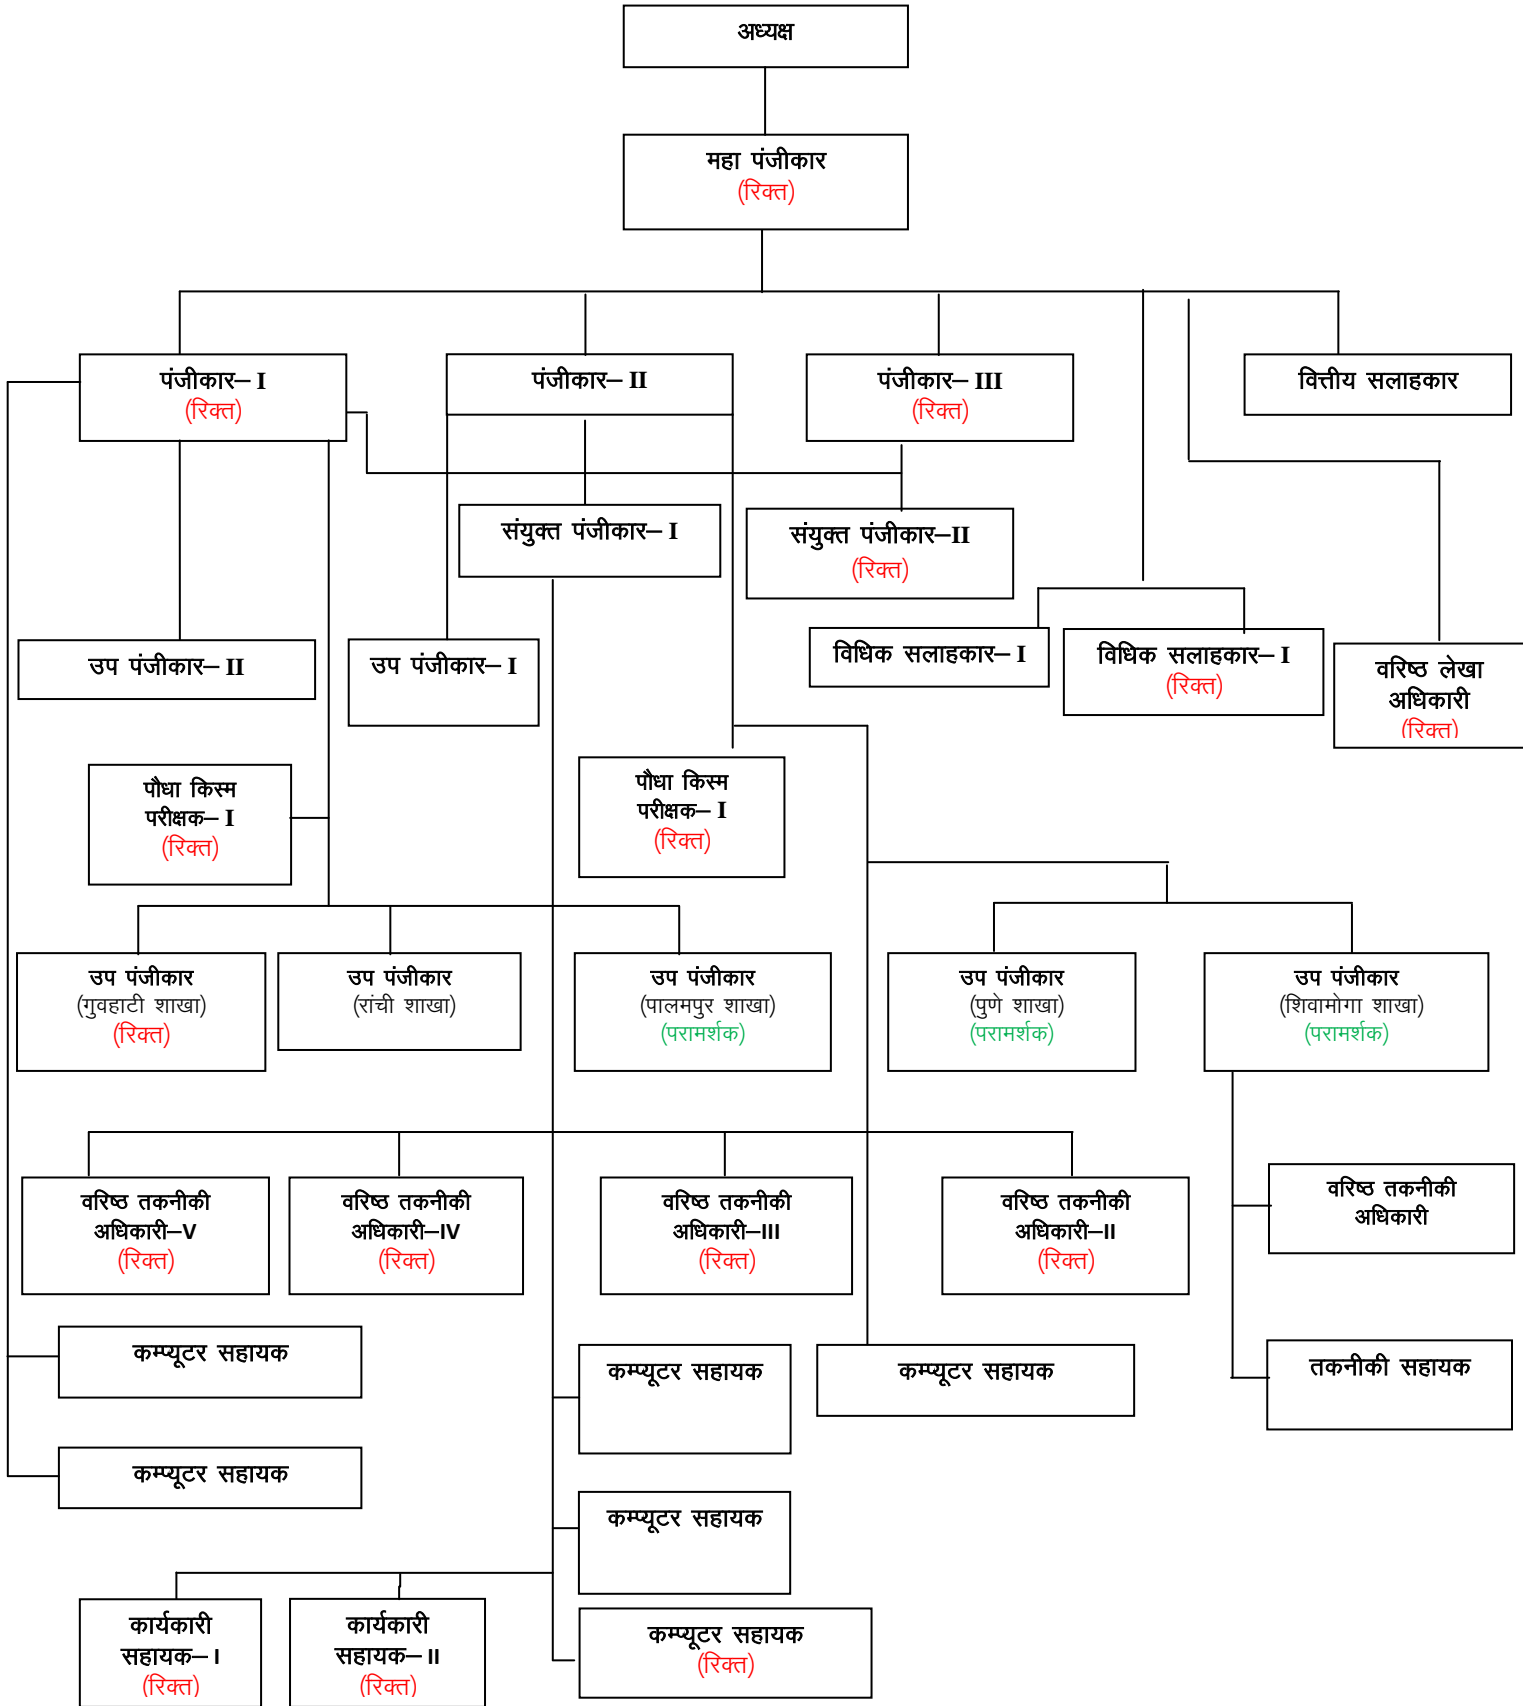 अध्यक्ष
महा पंजीकार
(रिक्त)
पंजीकार– I
(रिक्त)
पंजीकार– II
पंजीकार– III
(रिक्त)
वित्तीय सलाहकार
संयुक्त पंजीकार– I
संयुक्त पंजीकार–II
(रिक्त)
उप पंजीकार– II
उप पंजीकार– I
विधिक सलाहकार– I
विधिक सलाहकार– I
(रिक्त)
वरिष्ठ लेखा
अधिकारी
(रिक्त)
पौधा किस्म
परीक्षक– I
(रिक्त)
पौधा किस्म
परीक्षक– I
(रिक्त)
उप पंजीकार
(गुवहाटी शाखा)
(रिक्त)
उप पंजीकार
(रांची शाखा)
उप पंजीकार
(पालमपुर शाखा)
(परामर्शक)
उप पंजीकार
(पुणे शाखा)
(परामर्शक)
उप पंजीकार
(शिवामोगा शाखा)
(परामर्शक)
वरिष्ठ तकनीकी
अधिकारी–V
(रिक्त)
वरिष्ठ तकनीकी
अधिकारी–IV
(रिक्त)
वरिष्ठ तकनीकी
अधिकारी–III
(रिक्त)
वरिष्ठ तकनीकी
अधिकारी–II
(रिक्त)
वरिष्ठ तकनीकी
अधिकारी
कम्प्यूटर सहायक
कम्प्यूटर सहायक
कम्प्यूटर सहायक
तकनीकी सहायक
कम्प्यूटर सहायक
कम्प्यूटर सहायक
कार्यकारी
सहायक– I
(रिक्त)
कार्यकारी
सहायक– II
(रिक्त)
कम्प्यूटर सहायक
(रिक्त)